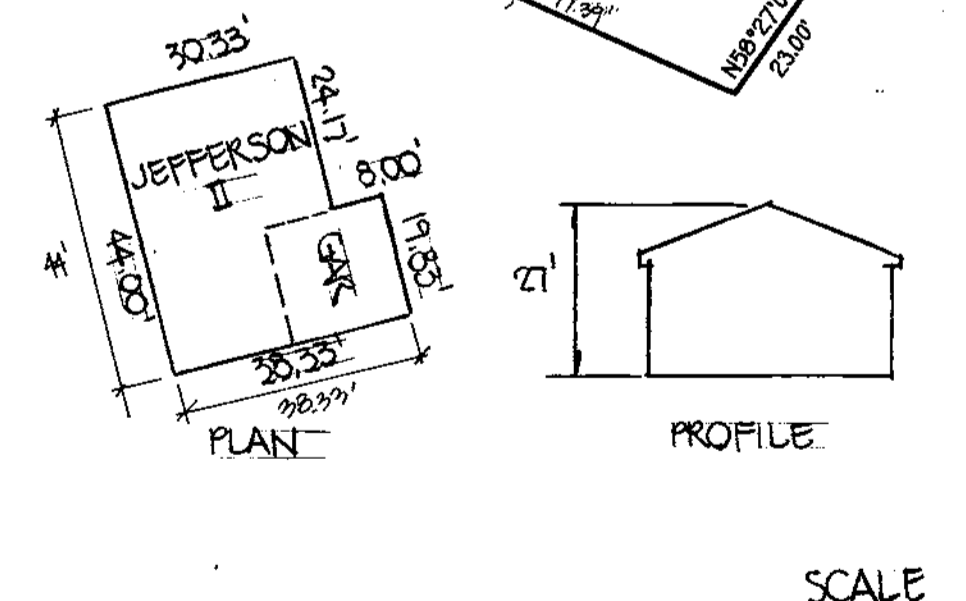 30.33'
24.17'
JEFFERSON
II
8.00'
GAR
19.83'
44'
44.00'
38.33'
38.33'
PLAN
N58°27'0
23.00'
27'
PROFILE
SCALE